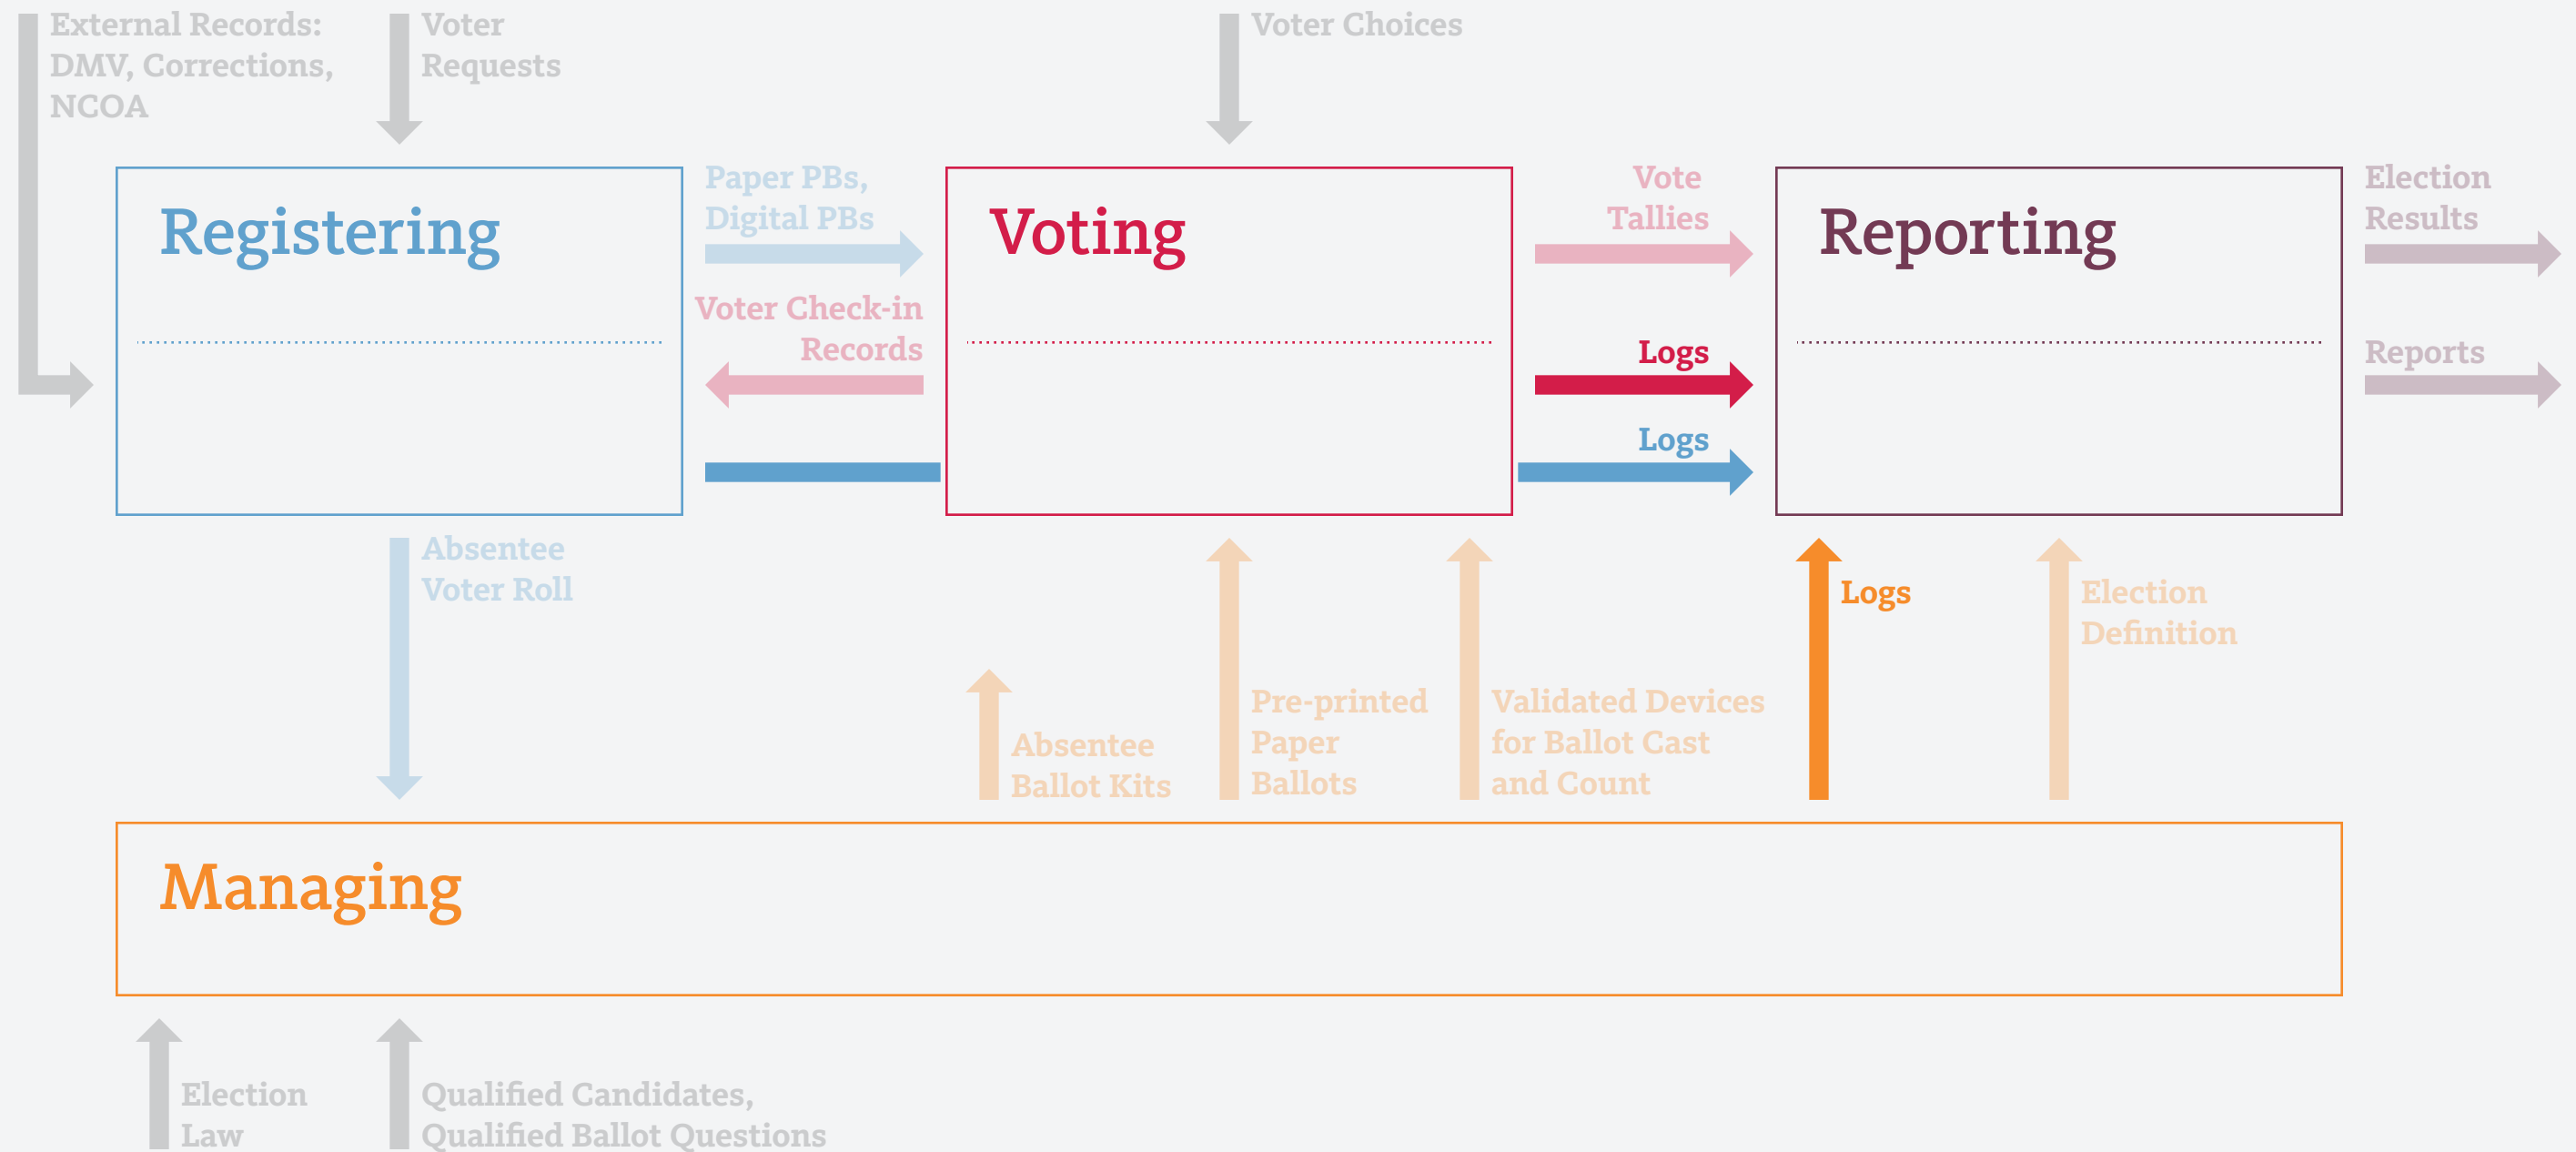 External Records:
DMV, Corrections,
NCOA
Voter
Requests
Voter Choices
Registering
Paper PBs,
Digital PBs
Voter Check-in
Records
Voting
Vote
Tallies
Logs
Logs
Reporting
Election
Results
Reports
Absentee
Voter Roll
Absentee
Ballot Kits
Pre-printed
Paper
Ballots
Validated Devices
for Ballot Cast
and Count
Logs
Election
Definition
Managing
Election
Law
Qualified Candidates,
Qualified Ballot Questions